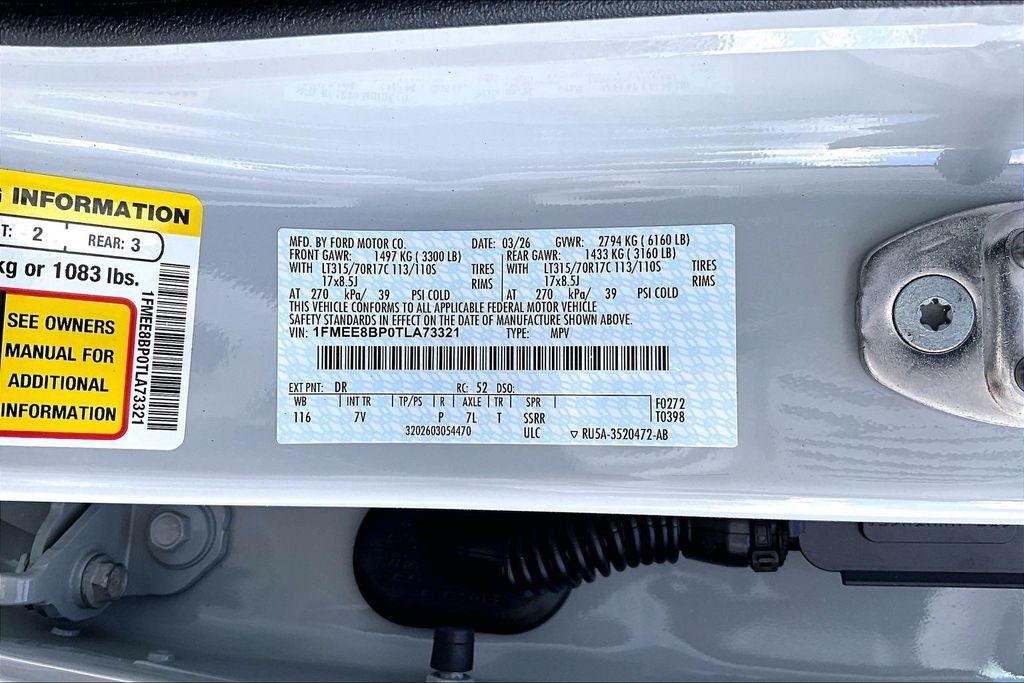 INFORMATION
T: 2 REAR: 3
kg or 1083 lbs.
SEE OWNERS
MANUAL FOR
ADDITIONAL
INFORMATION
1FMEE8BP0TLA73321
MFD. BY FORD MOTOR CO. DATE: 03/26 GVWR: 2794 KG ( 6160 LB)
FRONT GAWR: 1497 KG ( 3300 LB) REAR GAWR: 1433 KG ( 3160 LB)
WITH LT315/70R17C 113/110S TIRES WITH LT315/70R17C 113/110S TIRES
17x8.5J RIMS 17x8.5J RIMS
AT 270 kPa/ 39 PSI COLD AT 270 kPa/ 39 PSI COLD
THIS VEHICLE CONFORMS TO ALL APPLICABLE FEDERAL MOTOR VEHICLE
SAFETY STANDARDS IN EFFECT ON THE DATE OF MANUFACTURE SHOWN ABOVE.
VIN: 1FMEE8BP0TLA73321 TYPE: MPV
EXT PNT: DR RC: 52 DSO:
WB INT TR TP/PS R AXLE TR SPR F0272
116 7V P 7L T SSRR T0398
3202603054470 ULC ▽ RU5A-3520472-AB